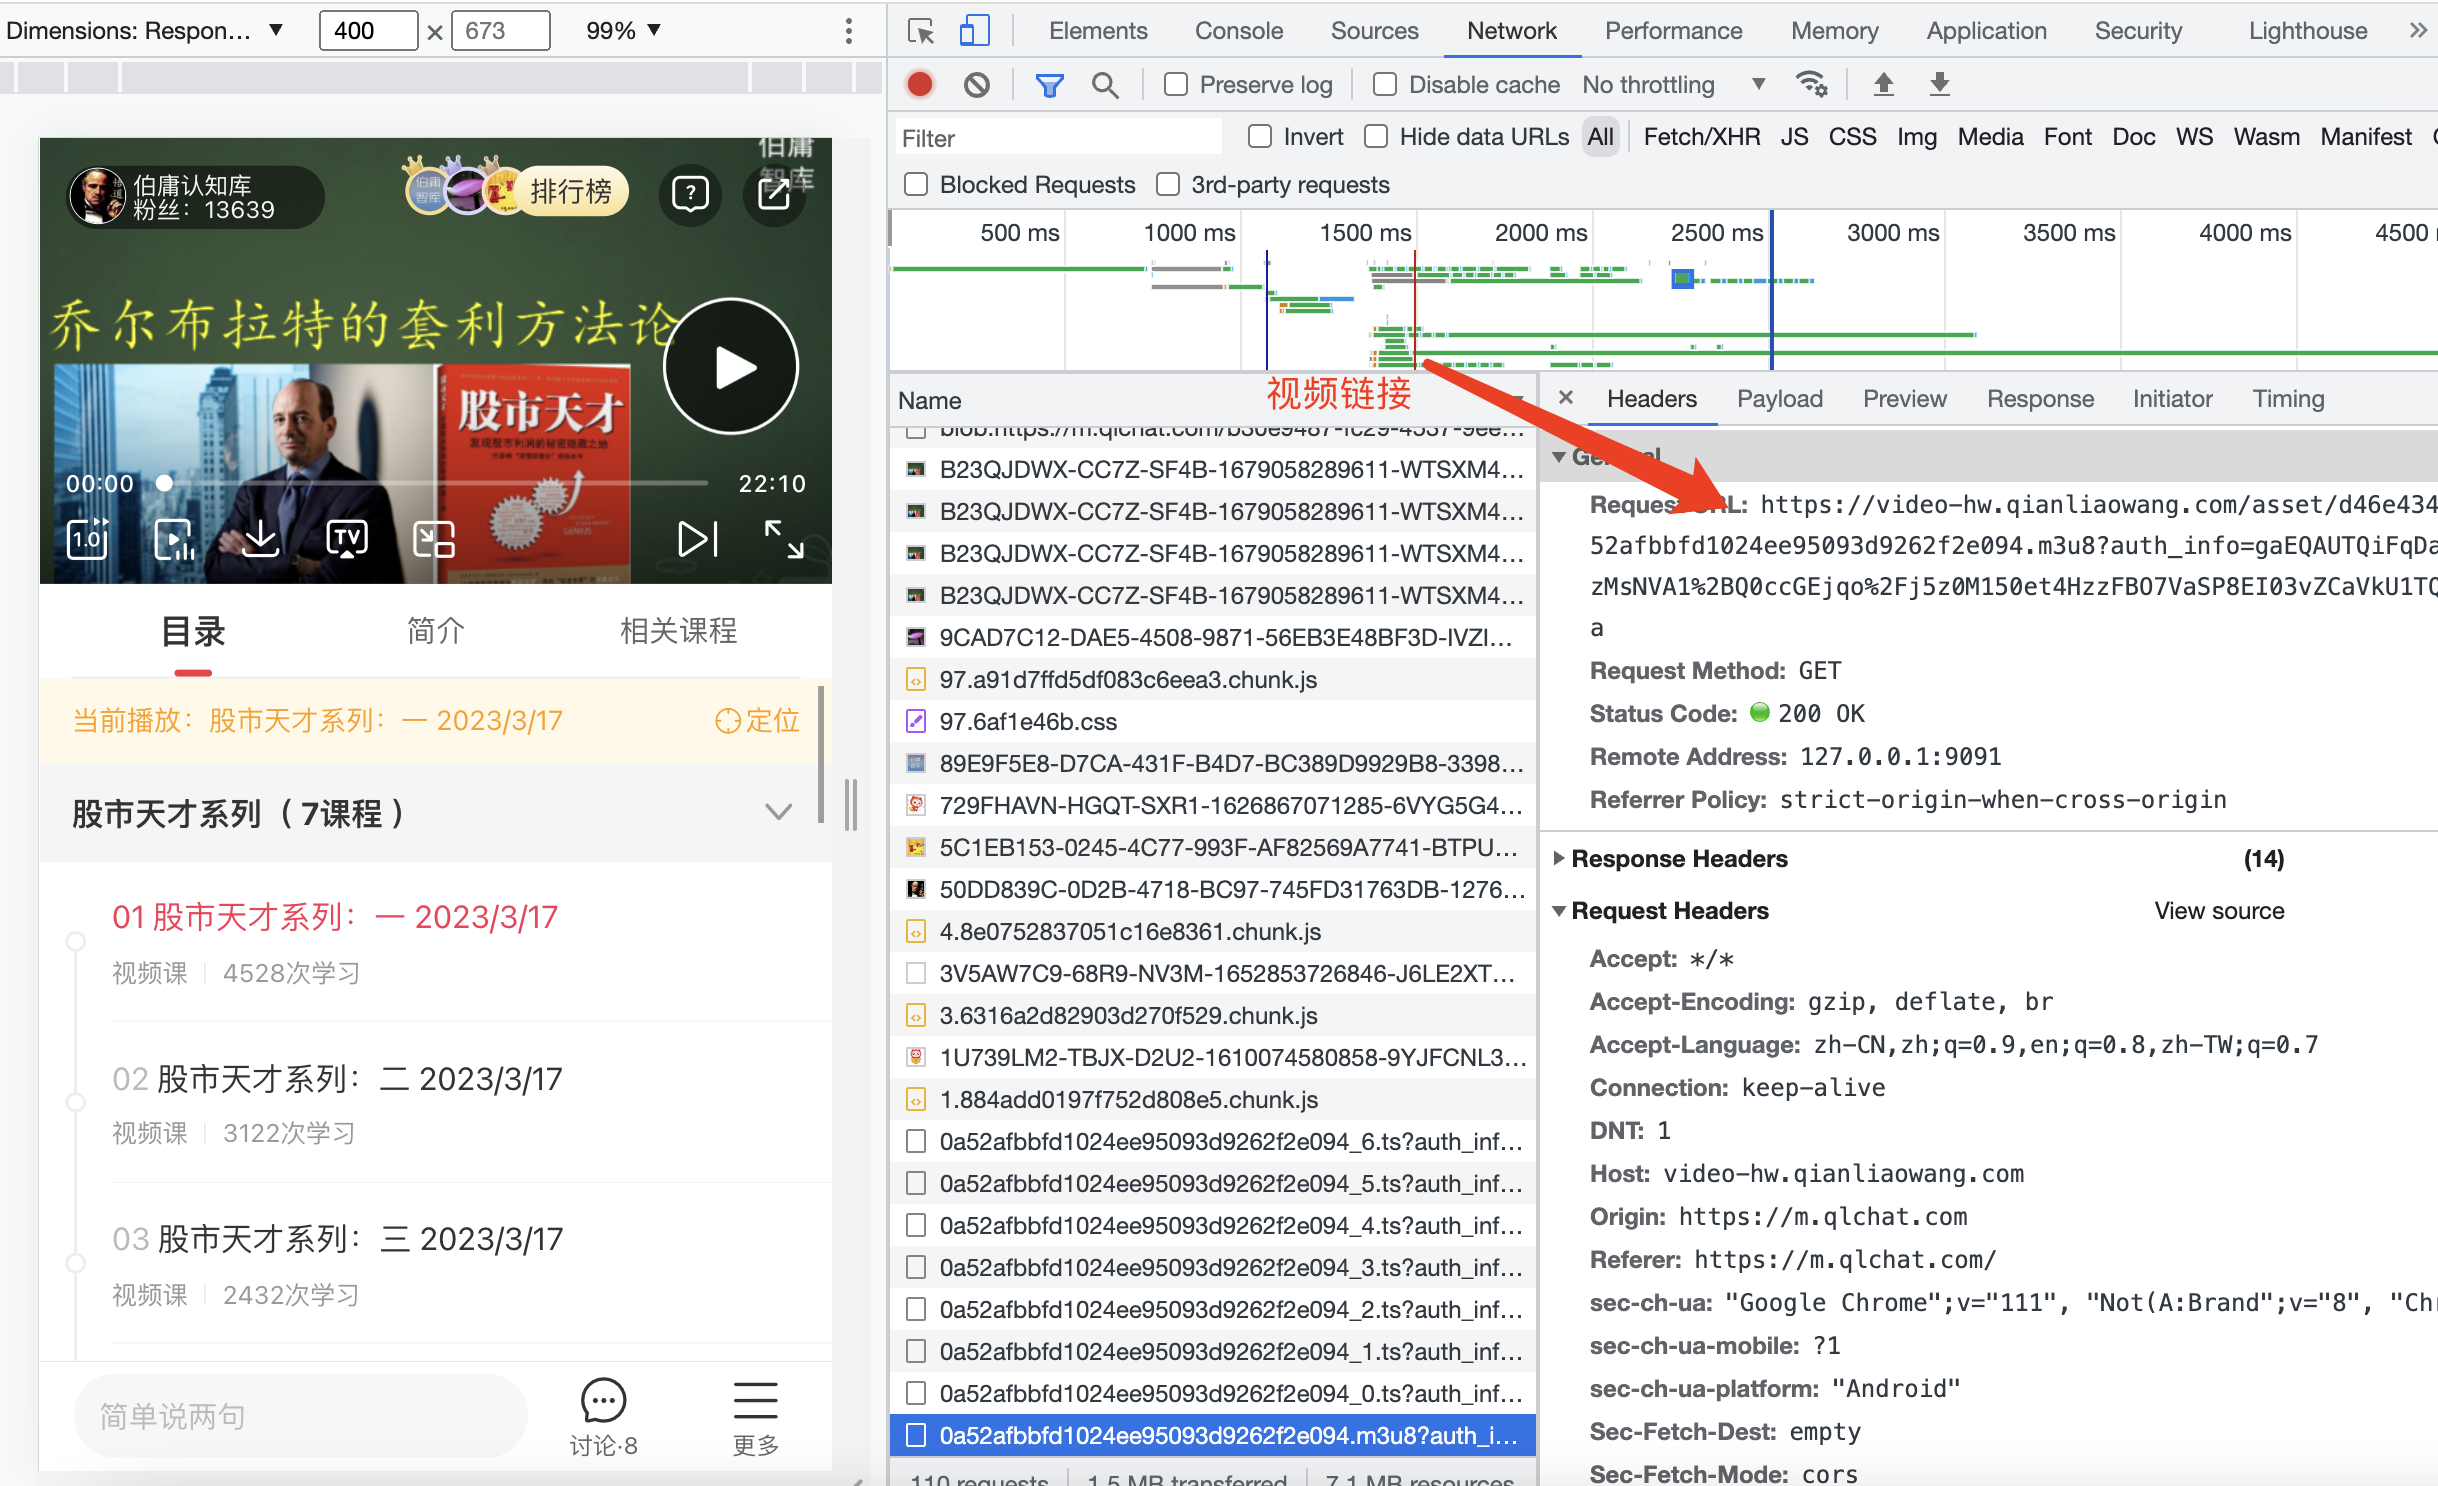 Dimensions: Respon... ▼ 400 × 673 99% ▼
伯庸
智库
伯庸认知库
粉丝：13639
伯庸
智库
排行榜
乔尔布拉特的套利方法论
股市天才
发现股市利润的秘密隐藏之地
GENIUS
00:00 22:10
1.0 TV
目录 简介 相关课程
当前播放：股市天才系列：一 2023/3/17 定位
股市天才系列（ 7课程 ）
01 股市天才系列：一 2023/3/17
视频课 | 4528次学习
02 股市天才系列：二 2023/3/17
视频课 | 3122次学习
03 股市天才系列：三 2023/3/17
视频课 | 2432次学习
简单说两句
讨论·8 更多
Elements Console Sources Network Performance Memory Application Security Lighthouse »
Preserve log Disable cache No throttling ▼
Filter Invert Hide data URLs All Fetch/XHR JS CSS Img Media Font Doc WS Wasm Manifest
Blocked Requests 3rd-party requests
500 ms 1000 ms 1500 ms 2000 ms 2500 ms 3000 ms 3500 ms 4000 ms 4500
Name
视频链接
blob:https://m.qlchat.com/b30e9487-fc29-4537-9ee...
B23QJDWX-CC7Z-SF4B-1679058289611-WTSXM4...
B23QJDWX-CC7Z-SF4B-1679058289611-WTSXM4...
B23QJDWX-CC7Z-SF4B-1679058289611-WTSXM4...
B23QJDWX-CC7Z-SF4B-1679058289611-WTSXM4...
9CAD7C12-DAE5-4508-9871-56EB3E48BF3D-IVZI...
97.a91d7ffd5df083c6eea3.chunk.js
97.6af1e46b.css
89E9F5E8-D7CA-431F-B4D7-BC389D9929B8-3398...
729FHAVN-HGQT-SXR1-1626867071285-6VYG5G4...
5C1EB153-0245-4C77-993F-AF82569A7741-BTPU...
50DD839C-0D2B-4718-BC97-745FD31763DB-1276...
4.8e0752837051c16e8361.chunk.js
3V5AW7C9-68R9-NV3M-1652853726846-J6LE2XT...
3.6316a2d82903d270f529.chunk.js
1U739LM2-TBJX-D2U2-1610074580858-9YJFCNL3...
1.884add0197f752d808e5.chunk.js
0a52afbbfd1024ee95093d9262f2e094_6.ts?auth_inf...
0a52afbbfd1024ee95093d9262f2e094_5.ts?auth_inf...
0a52afbbfd1024ee95093d9262f2e094_4.ts?auth_inf...
0a52afbbfd1024ee95093d9262f2e094_3.ts?auth_inf...
0a52afbbfd1024ee95093d9262f2e094_2.ts?auth_inf...
0a52afbbfd1024ee95093d9262f2e094_1.ts?auth_inf...
0a52afbbfd1024ee95093d9262f2e094_0.ts?auth_inf...
0a52afbbfd1024ee95093d9262f2e094.m3u8?auth_i...
110 requests 1.5 MB transferred 7.1 MB resources
× Headers Payload Preview Response Initiator Timing
General
Request URL: https://video-hw.qianliaowang.com/asset/d46e434
52afbbfd1024ee95093d9262f2e094.m3u8?auth_info=gaEQAUTQiFqDa
zMsNVA1%2BQ0ccGEjqo%2Fj5z0M150et4HzzFBO7VaSP8EI03vZCaVkU1TQ
a
Request Method: GET
Status Code: 200 OK
Remote Address: 127.0.0.1:9091
Referrer Policy: strict-origin-when-cross-origin
Response Headers (14)
Request Headers View source
Accept: */*
Accept-Encoding: gzip, deflate, br
Accept-Language: zh-CN,zh;q=0.9,en;q=0.8,zh-TW;q=0.7
Connection: keep-alive
DNT: 1
Host: video-hw.qianliaowang.com
Origin: https://m.qlchat.com
Referer: https://m.qlchat.com/
sec-ch-ua: "Google Chrome";v="111", "Not(A:Brand";v="8", "Chr
sec-ch-ua-mobile: ?1
sec-ch-ua-platform: "Android"
Sec-Fetch-Dest: empty
Sec-Fetch-Mode: cors